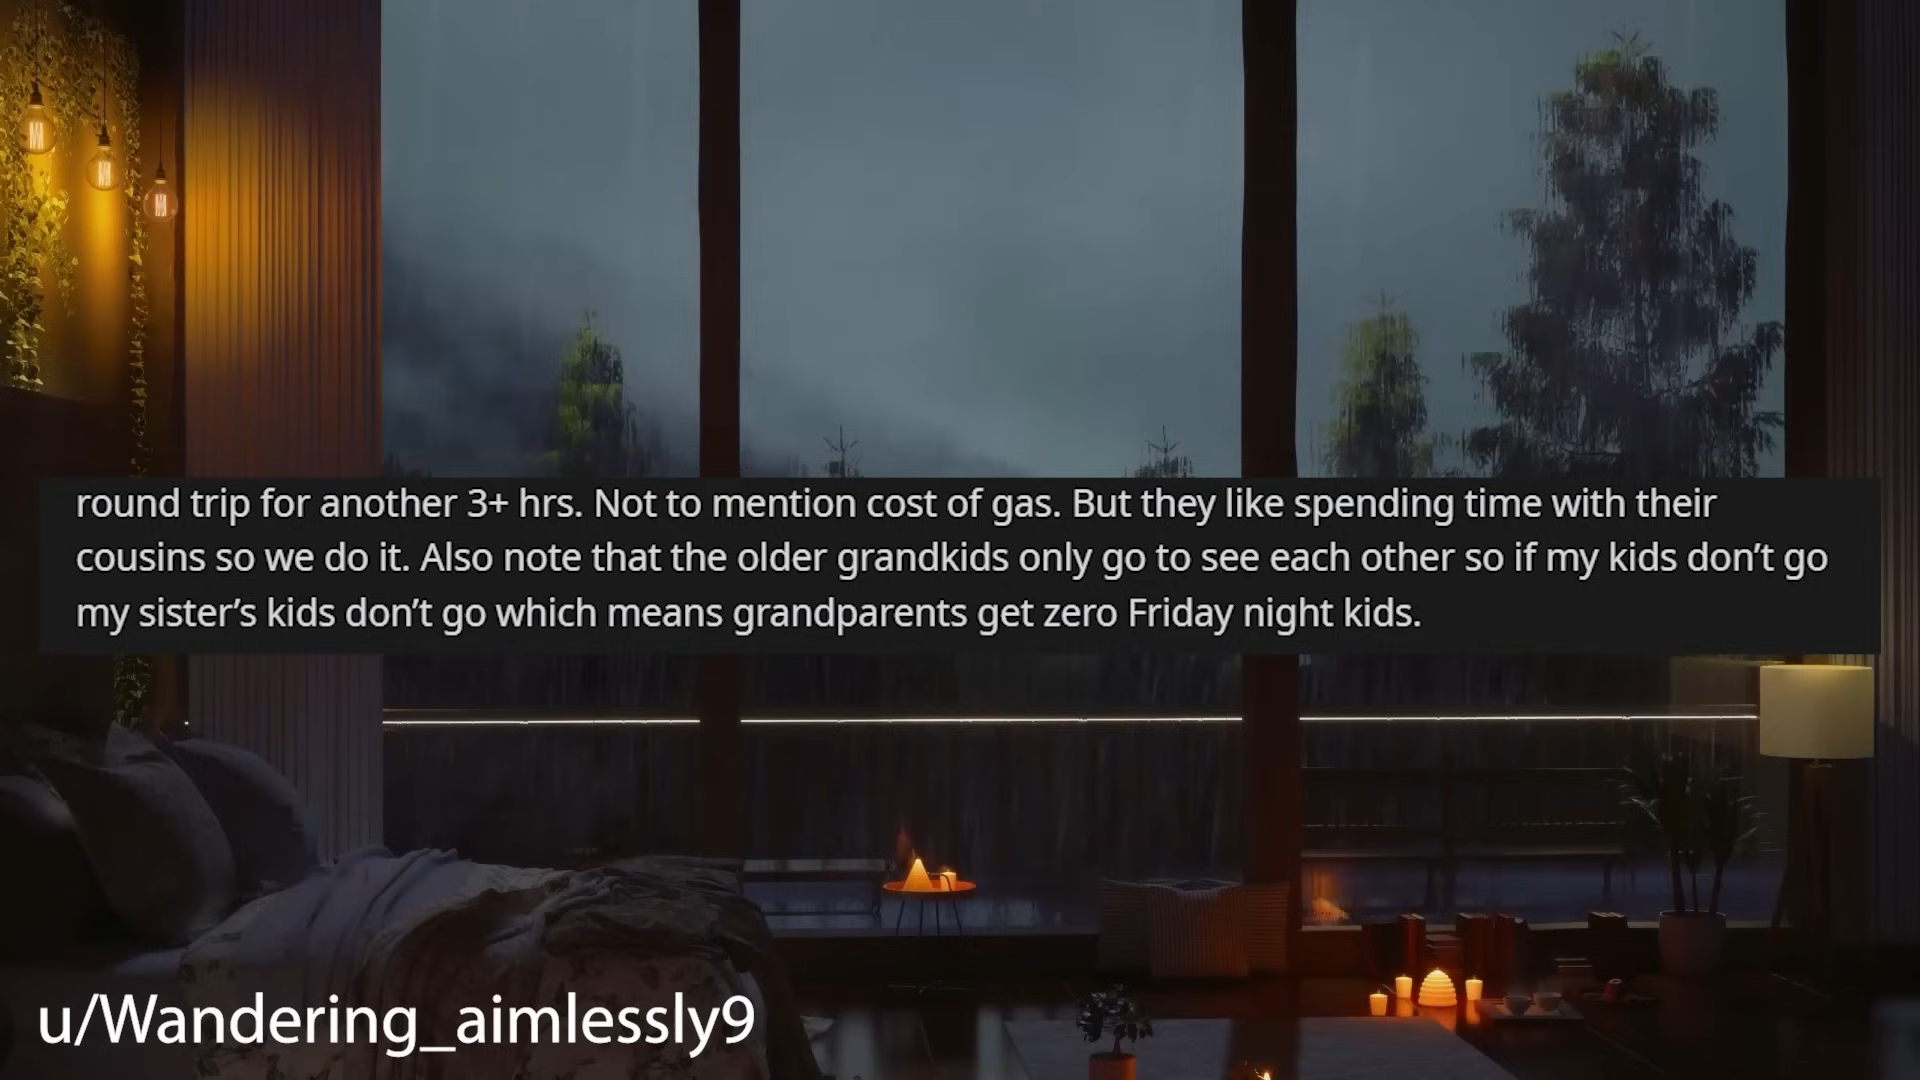 round trip for another 3+ hrs. Not to mention cost of gas. But they like spending time with their
cousins so we do it. Also note that the older grandkids only go to see each other so if my kids don’t go
my sister’s kids don’t go which means grandparents get zero Friday night kids.
u/Wandering_aimlessly9